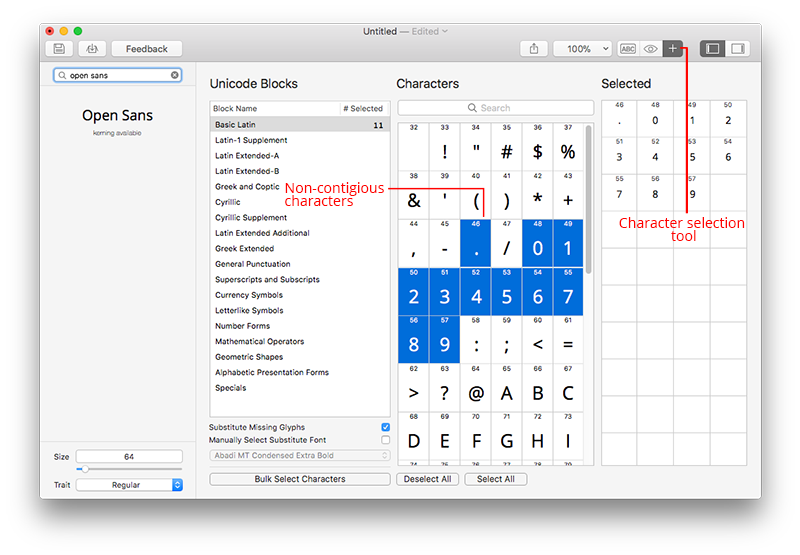 Untitled — Edited
Feedback
100%
ABC
open sans
Open Sans
kerning available
Unicode Blocks
Block Name # Selected
Basic Latin 11
Latin-1 Supplement
Latin Extended-A
Latin Extended-B
Greek and Coptic
Cyrillic
Cyrillic Supplement
Latin Extended Additional
Greek Extended
General Punctuation
Superscripts and Subscripts
Currency Symbols
Letterlike Symbols
Number Forms
Mathematical Operators
Geometric Shapes
Alphabetic Presentation Forms
Specials
Substitute Missing Glyphs
Manually Select Substitute Font
Abadi MT Condensed Extra Bold
Bulk Select Characters
Non-contigious
characters
Characters
Search
32 33 34 35 36 37
! " # $ %
38 39 40 41 42 43
& ' ( ) * +
44 45 46 47 48 49
, - . / 0 1
50 51 52 53 54 55
2 3 4 5 6 7
56 57 58 59 60 61
8 9 : ; < =
62 63 64 65 66 67
> ? @ A B C
68 69 70 71 72 73
D E F G H I
74 75 76 77 78 79
Deselect All Select All
Selected
46 48 49 50
. 0 1 2
51 52 53 54
3 4 5 6
55 56 57
7 8 9
Character selection
tool
Size 64
Trait Regular